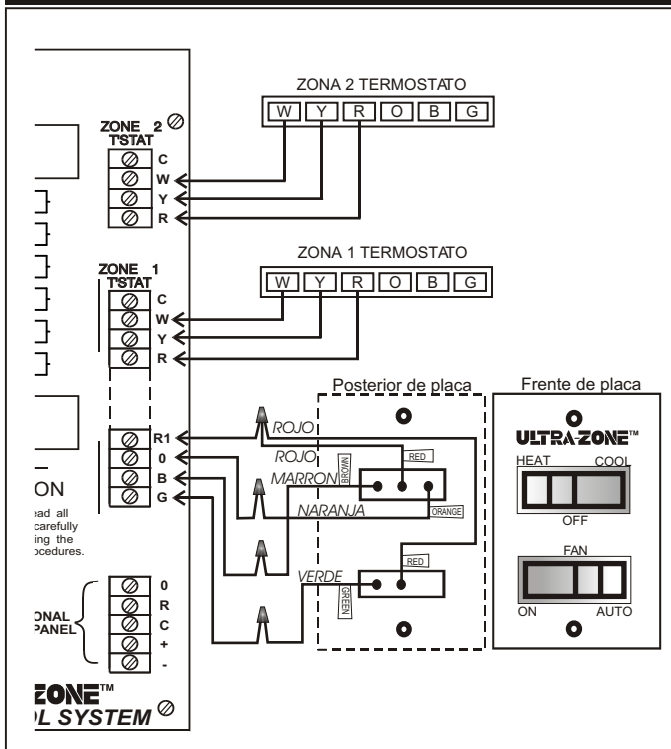 ZONA 2 TERMOSTATO
W Y R O B G
ZONE 2
T'STAT
C
W
Y
R
ZONA 1 TERMOSTATO
W Y R O B G
ZONE 1
T'STAT
C
W
Y
R
Posterior de placa
Frente de placa
R1
0
B
G
ROJO
ROJO
RED
MARRON
BROWN
NARANJA
ORANGE
RED
VERDE
GREEN
ULTRA-ZONE™
HEAT COOL
OFF
FAN
ON AUTO
ON
ead all
carefully
ing the
ocedures.
0
R
C
+
-
ONAL
PANEL
ZONE™
L SYSTEM